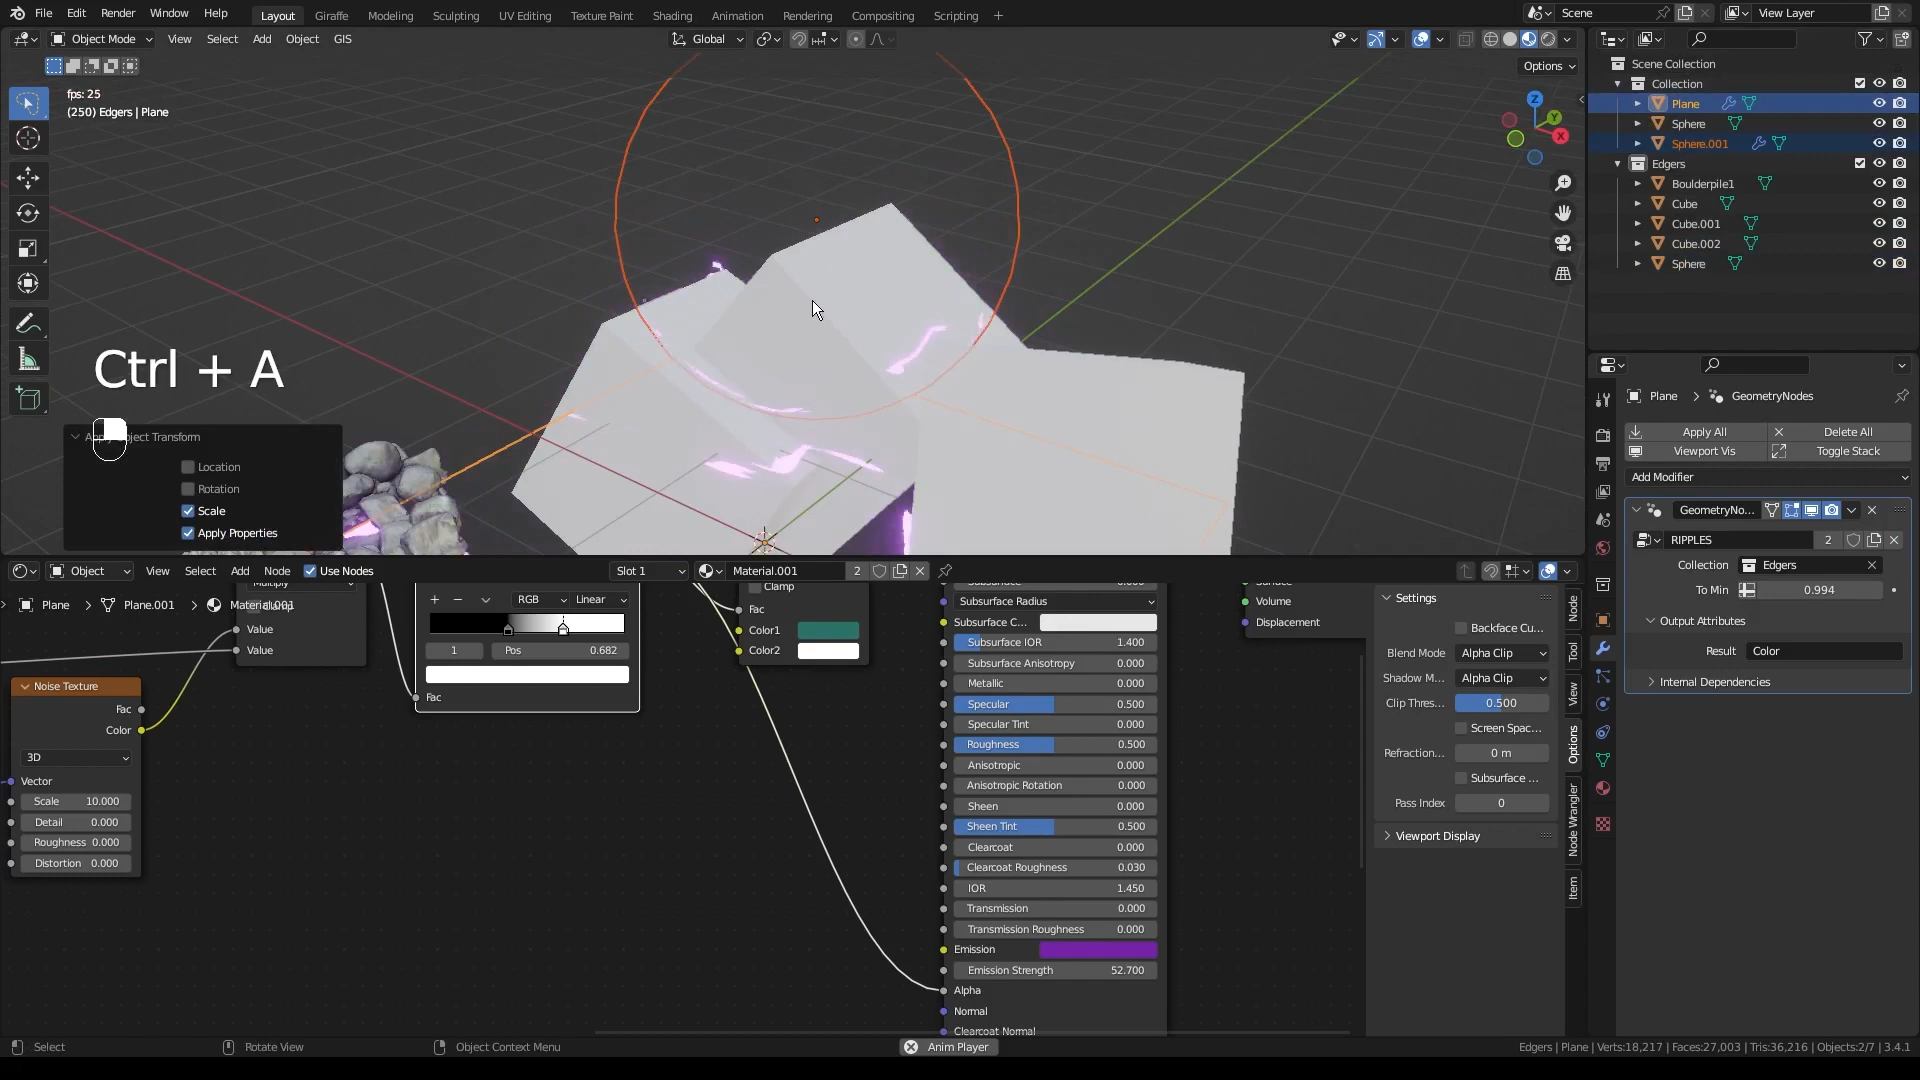 File Edit Render Window Help Layout Giraffe Modeling Sculpting UV Editing Texture Paint Shading Animation Rendering Compositing Scripting + Scene View Layer
Object Mode View Select Add Object GIS Global
Options
fps: 25
(250) Edgers | Plane
Z
Y
X
Ctrl + A
Location
Rotation
Scale
Apply Properties
Scene Collection
Collection
Plane
Sphere
Sphere.001
Edgers
Boulderpile1
Cube
Cube.001
Cube.002
Sphere
Plane > GeometryNodes
Apply All Delete All
Viewport Vis Toggle Stack
Add Modifier
GeometryNo...
RIPPLES 2
Collection Edgers
To Min 0.994
Output Attributes
Result Color
Internal Dependencies
Object View Select Add Node Use Nodes Slot 1 Material.001 2
Plane > Plane.001 > Material.001
Value
Value
Noise Texture
Fac
Color
3D
Vector
Scale 10.000
Detail 0.000
Roughness 0.000
Distortion 0.000
RGB Linear
1 Pos 0.682
Fac
Clamp
Fac
Color1
Color2
Subsurface Radius
Subsurface C...
Subsurface IOR 1.400
Subsurface Anisotropy 0.000
Metallic 0.000
Specular 0.500
Specular Tint 0.000
Roughness 0.500
Anisotropic 0.000
Anisotropic Rotation 0.000
Sheen 0.000
Sheen Tint 0.500
Clearcoat 0.000
Clearcoat Roughness 0.030
IOR 1.450
Transmission 0.000
Transmission Roughness 0.000
Emission
Emission Strength 52.700
Alpha
Normal
Clearcoat Normal
Volume
Displacement
Settings
Backface Cu...
Blend Mode Alpha Clip
Shadow M... Alpha Clip
Clip Thres... 0.500
Screen Spac...
Refraction... 0 m
Subsurface ...
Pass Index 0
Viewport Display
Node
Tool
View
Options
Node Wrangler
Item
Select Rotate View Object Context Menu Anim Player Edgers | Plane | Verts:18,217 | Faces:27,003 | Tris:36,216 | Objects:2/7 | 3.4.1